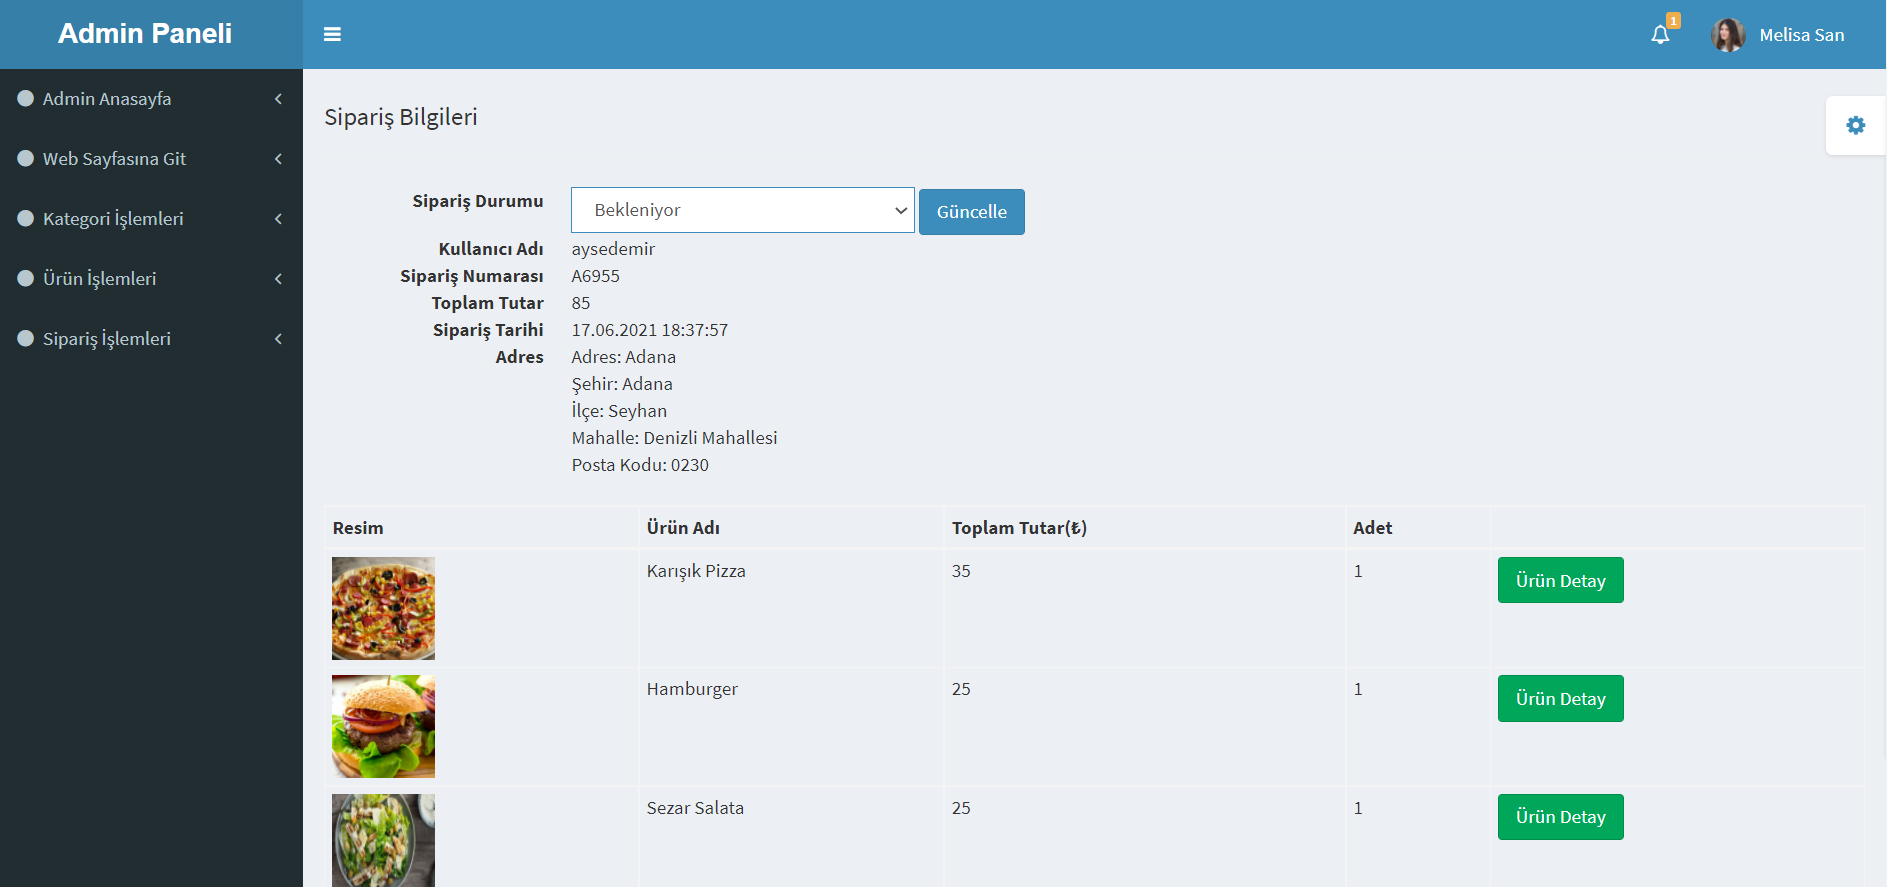 Admin Paneli
1
Melisa San
Admin Anasayfa
Web Sayfasına Git
Kategori İşlemleri
Ürün İşlemleri
Sipariş İşlemleri
Sipariş Bilgileri
Sipariş Durumu Bekleniyor Güncelle
Kullanıcı Adı aysedemir
Sipariş Numarası A6955
Toplam Tutar 85
Sipariş Tarihi 17.06.2021 18:37:57
Adres Adres: Adana
Şehir: Adana
İlçe: Seyhan
Mahalle: Denizli Mahallesi
Posta Kodu: 0230
Resim Ürün Adı Toplam Tutar(₺) Adet
Karışık Pizza 35 1 Ürün Detay
Hamburger 25 1 Ürün Detay
Sezar Salata 25 1 Ürün Detay